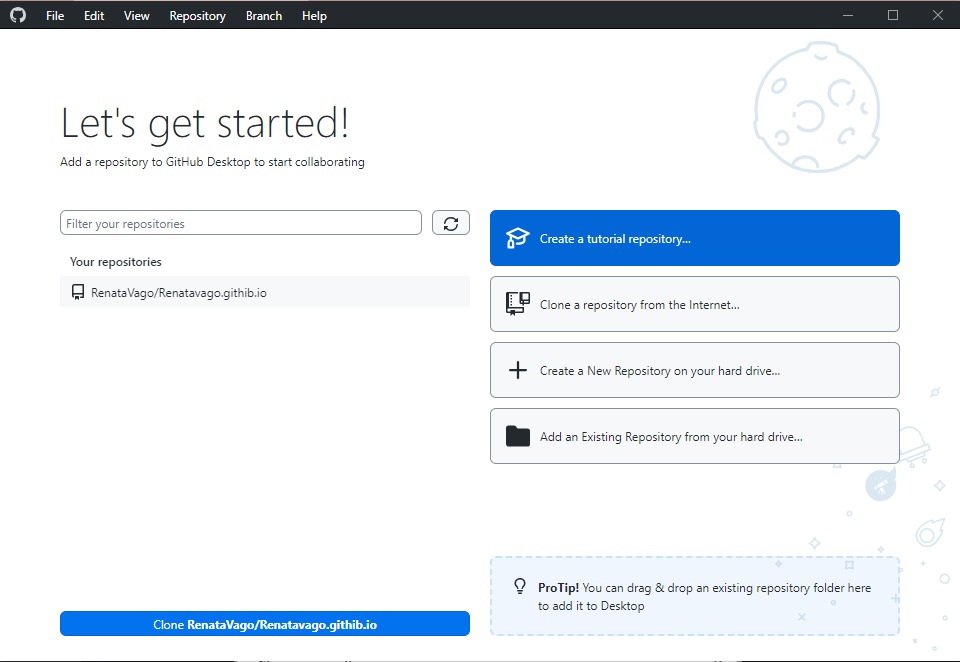 File Edit View Repository Branch Help
Let's get started!
Add a repository to GitHub Desktop to start collaborating
Filter your repositories
Your repositories
RenataVago/Renatavago.githib.io
Clone RenataVago/Renatavago.githib.io
Create a tutorial repository...
Clone a repository from the Internet...
Create a New Repository on your hard drive...
Add an Existing Repository from your hard drive...
ProTip! You can drag & drop an existing repository folder here
to add it to Desktop